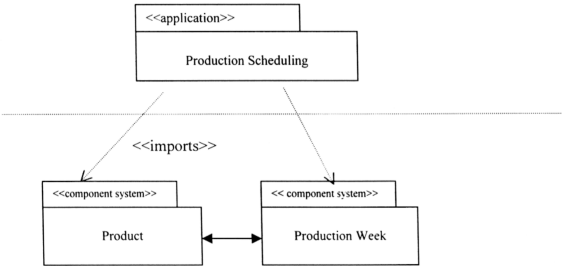 <<application>>
Production Scheduling
<<imports>>
<<component system>>
<< component system>>
Product
Production Week